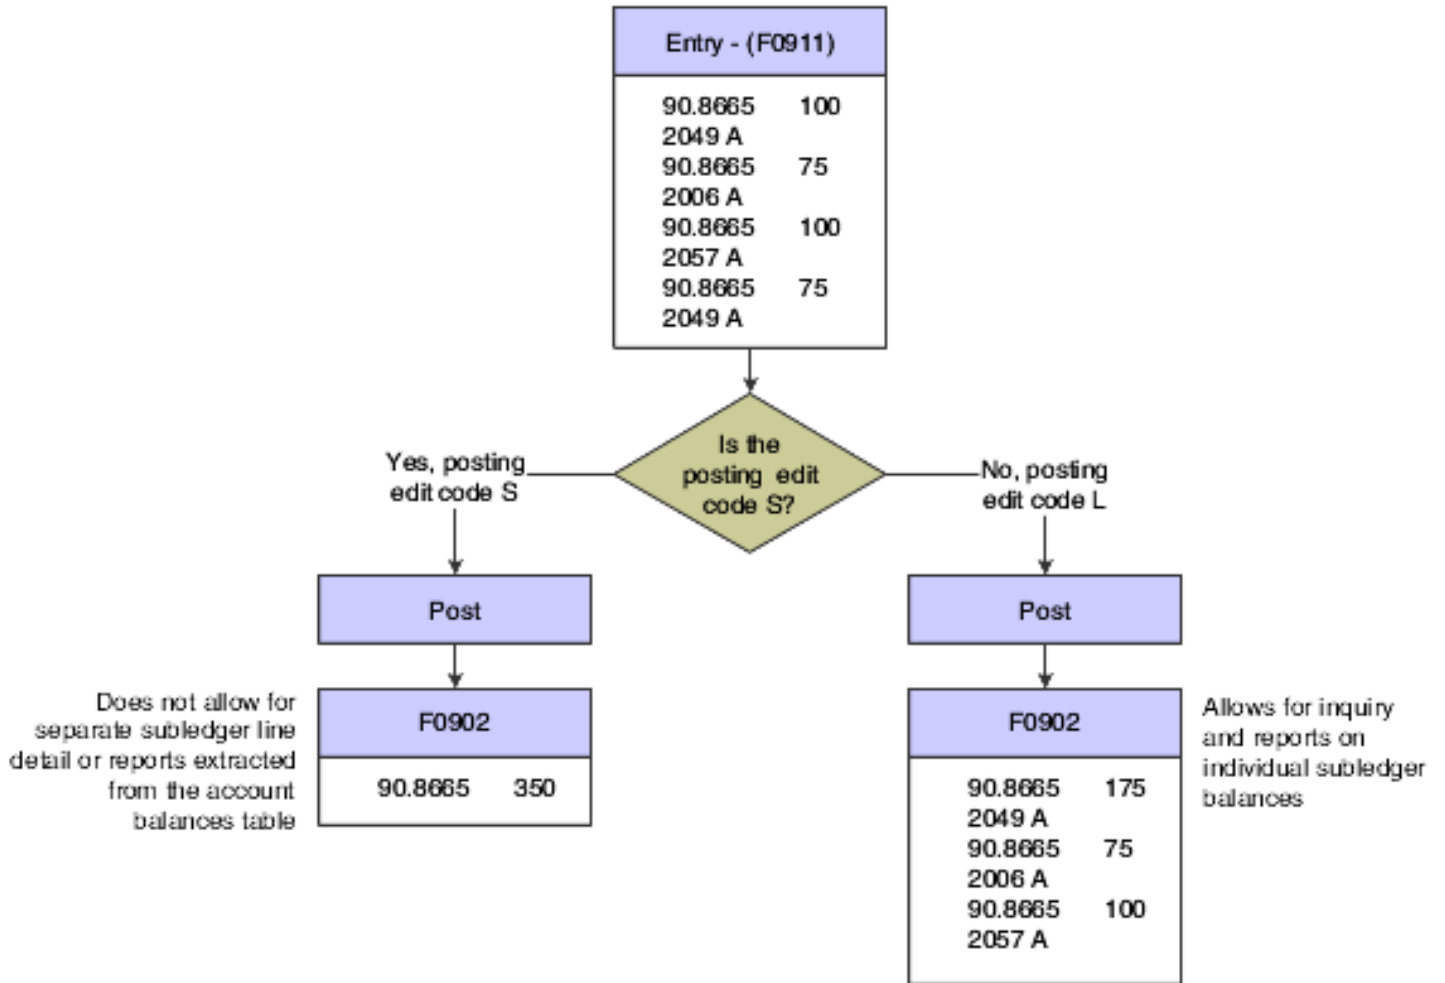 Entry - (F0911)
90.8665 100
2049 A
90.8665 75
2006 A
90.8665 100
2057 A
90.8665 75
2049 A
Is the
posting edit
code S?
Yes, posting
edit code S
No, posting
edit code L
Post
Post
Does not allow for
separate subledger line
detail or reports extracted
from the account
balances table
F0902
90.8665 350
F0902
90.8665 175
2049 A
90.8665 75
2006 A
90.8665 100
2057 A
Allows for inquiry
and reports on
individual subledger
balances